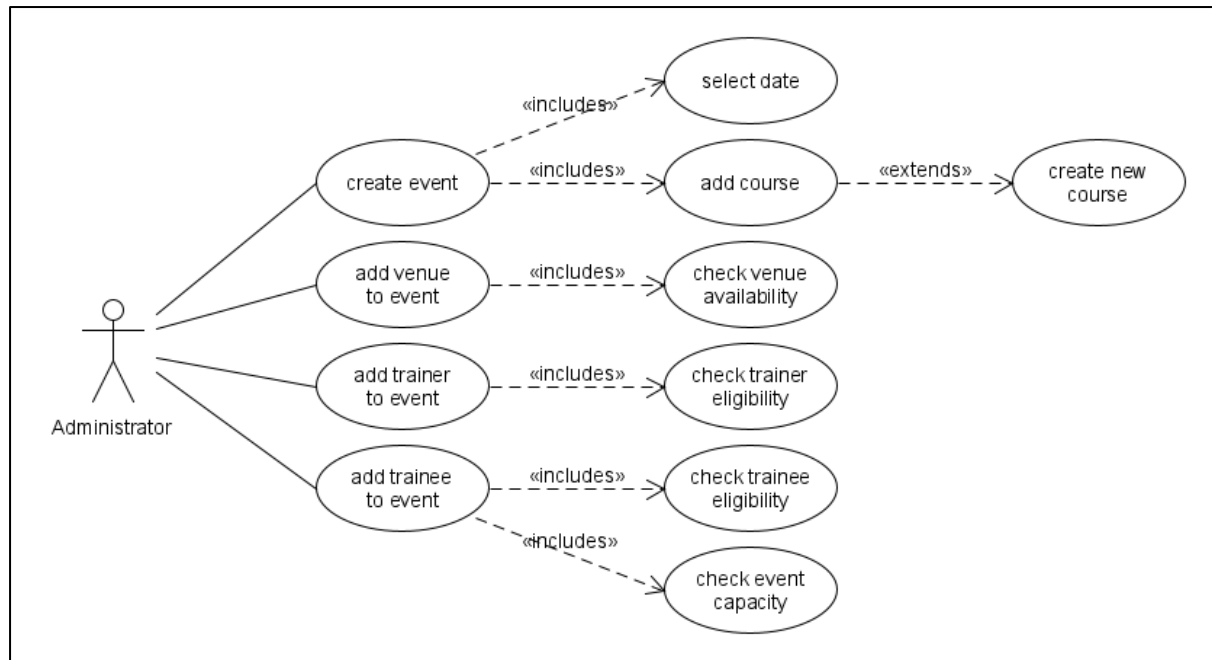 select date
«includes»
create event
«includes»
add course
«extends»
create new
course
add venue
to event
«includes»
check venue
availability
add trainer
to event
«includes»
check trainer
eligibility
Administrator
add trainee
to event
«includes»
check trainee
eligibility
«includes»
check event
capacity